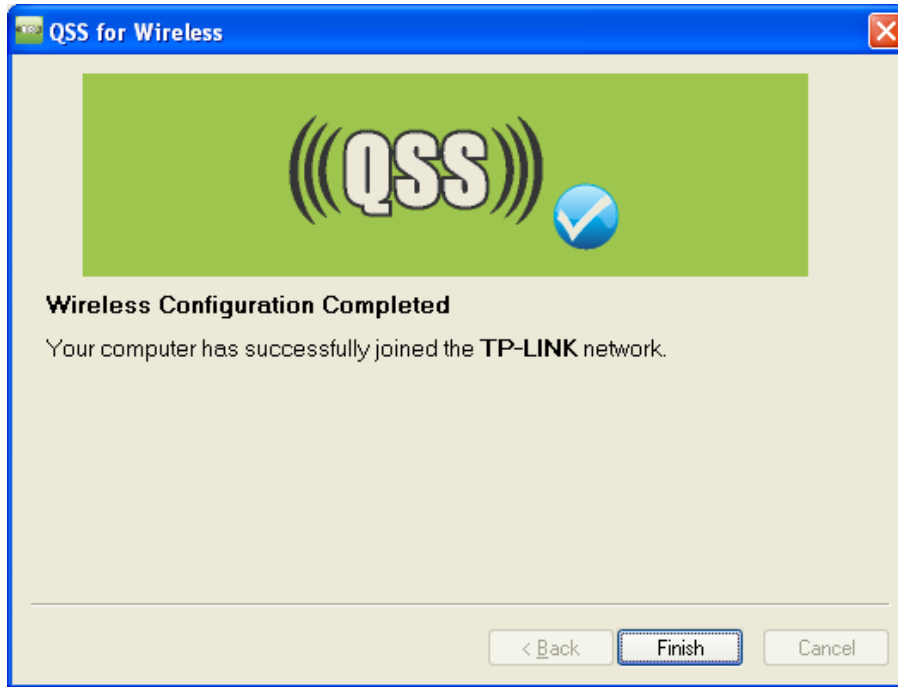 QSS for Wireless
QSS
Wireless Configuration Completed
Your computer has successfully joined the TP-LINK network.
< Back Finish Cancel